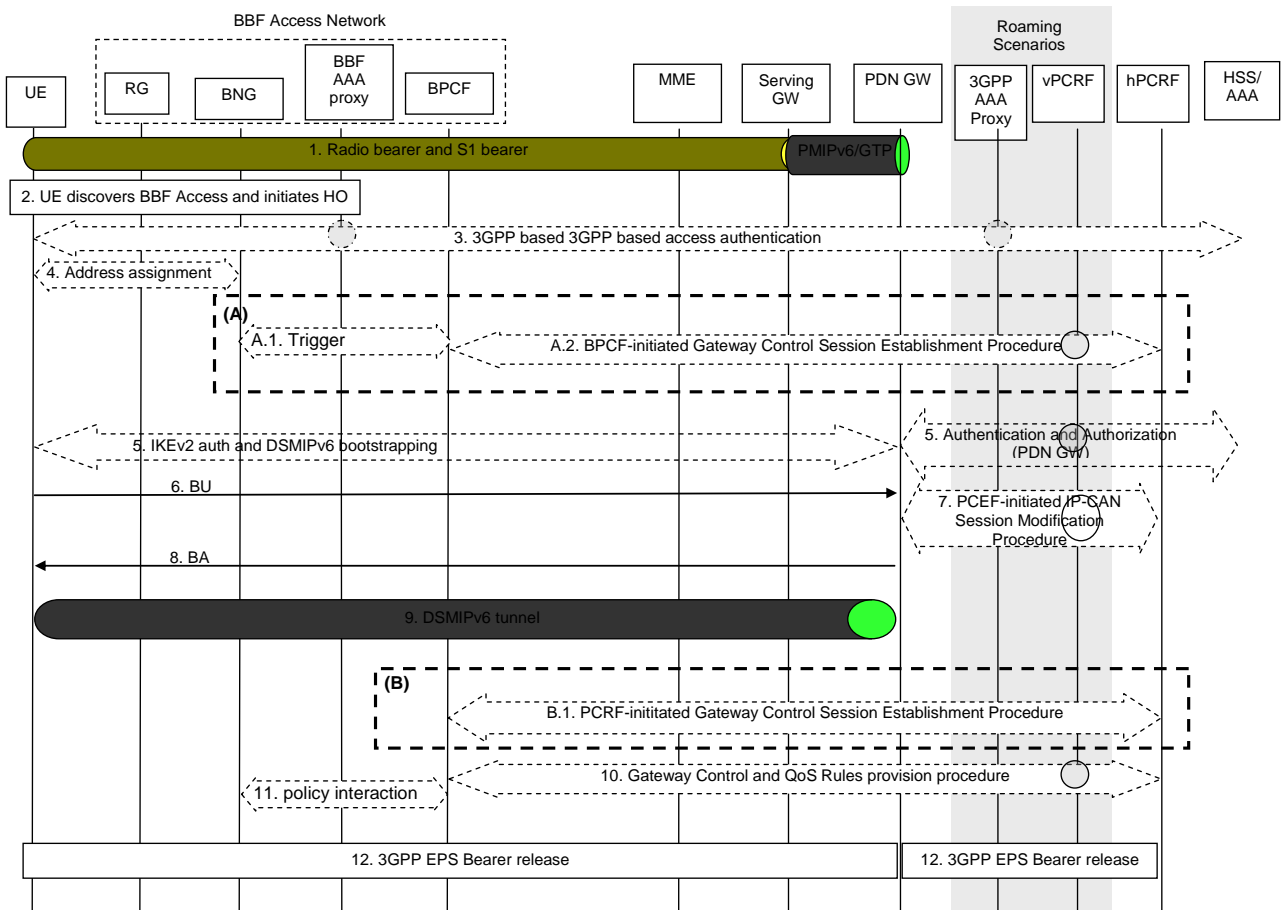 BBF Access Network
Roaming
Scenarios
UE
RG
BNG
BBF
AAA
proxy
BPCF
MME
Serving
GW
PDN GW
3GPP
AAA
Proxy
vPCRF
hPCRF
HSS/
AAA
1. Radio bearer and S1 bearer
PMIPv6/GTP
2. UE discovers BBF Access and initiates HO
3. 3GPP based 3GPP based access authentication
4. Address assignment
(A)
A.1. Trigger
A.2. BPCF-initiated Gateway Control Session Establishment Procedure
5. IKEv2 auth and DSMIPv6 bootstrapping
5. Authentication and Authorization
(PDN GW)
6. BU
7. PCEF-initiated IP-CAN
Session Modification
Procedure
8. BA
9. DSMIPv6 tunnel
(B)
B.1. PCRF-inititated Gateway Control Session Establishment Procedure
10. Gateway Control and QoS Rules provision procedure
11. policy interaction
12. 3GPP EPS Bearer release
12. 3GPP EPS Bearer release